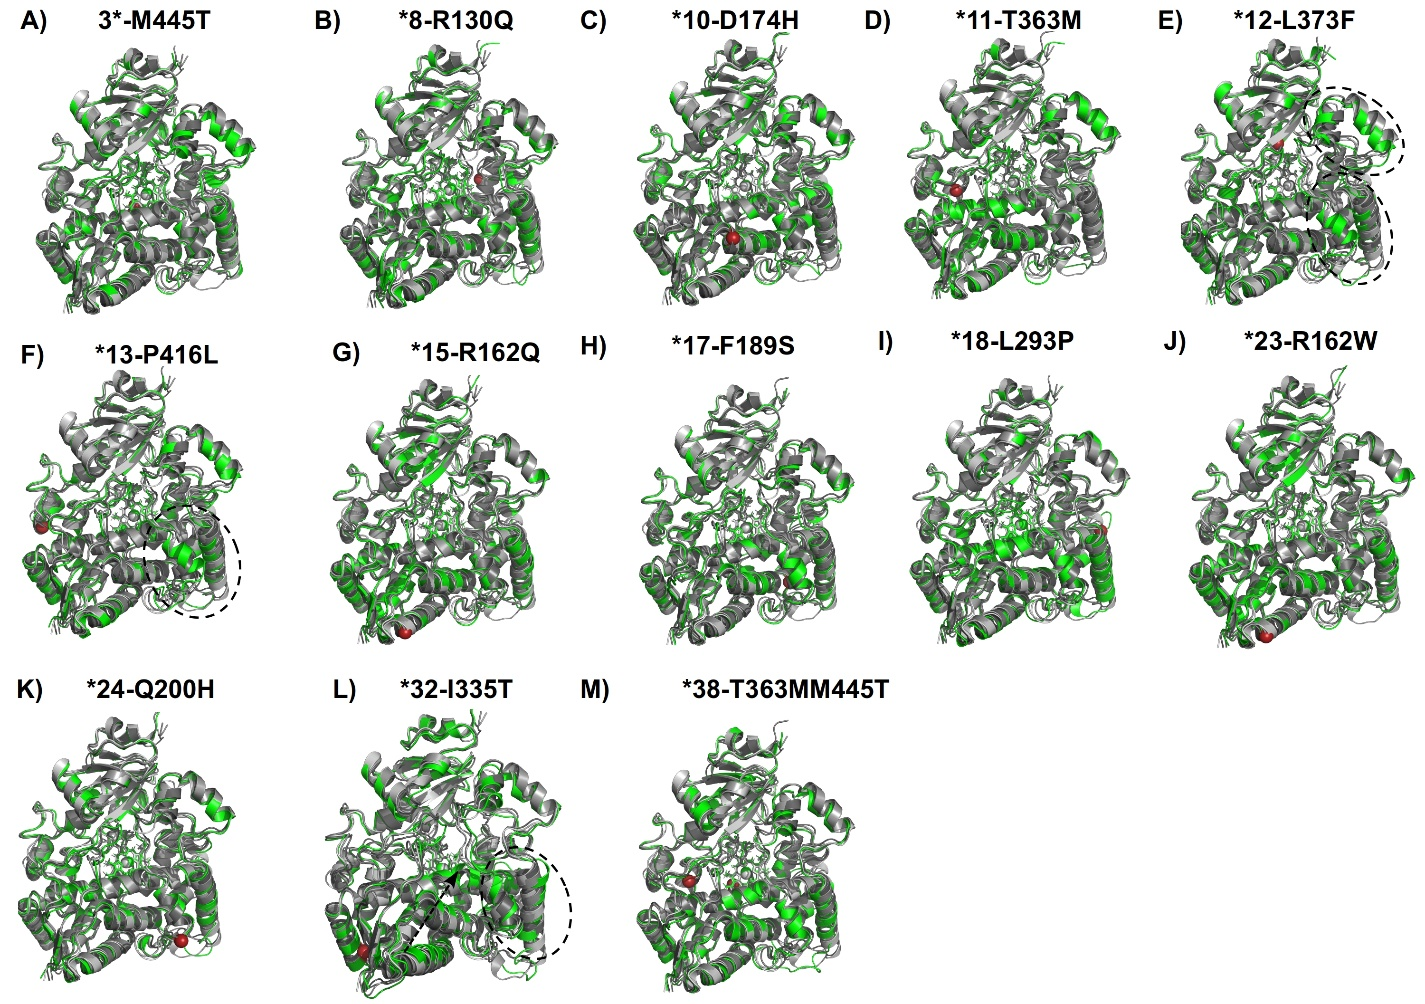 A) 3*-M445T
B) *8-R130Q
C) *10-D174H
D) *11-T363M
E) *12-L373F
F) *13-P416L
G) *15-R162Q
H) *17-F189S
I) *18-L293P
J) *23-R162W
K) *24-Q200H
L) *32-I335T
M) *38-T363MM445T